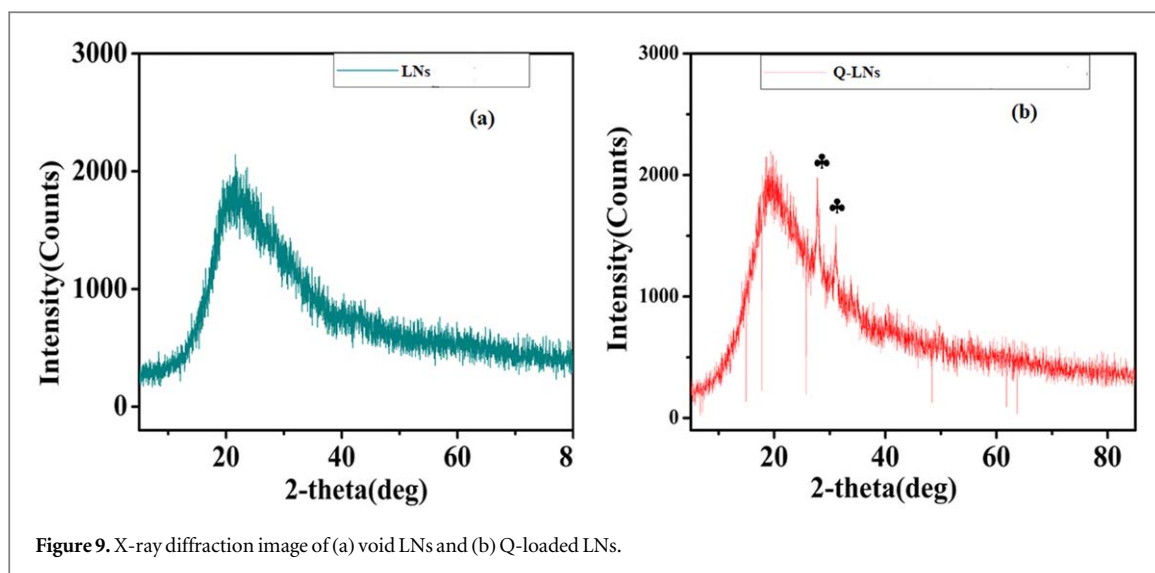 3000
2000
1000
0
Intensity(Counts)
LNs
(a)
20
40
60
8
2-theta(deg)
3000
2000
1000
0
Intensity(Counts)
Q-LNs
(b)
♣
♣
20
40
60
80
2-theta(deg)
Figure 9. X-ray diffraction image of (a) void LNs and (b) Q-loaded LNs.